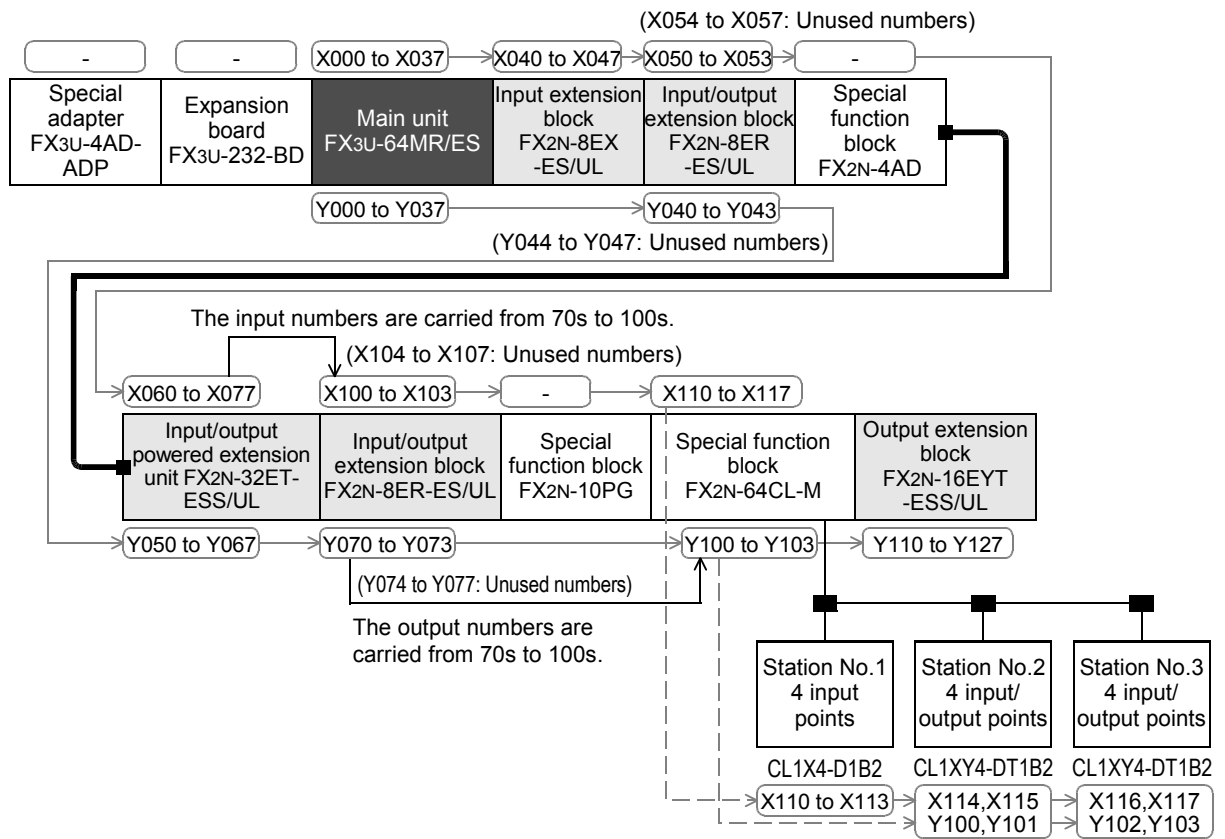 (X054 to X057: Unused numbers)
-
-
X000 to X037
X040 to X047
X050 to X053
-
Special
adapter
FX3U-4AD-
ADP
Expansion
board
FX3U-232-BD
Main unit
FX3U-64MR/ES
Input extension
block
FX2N-8EX
-ES/UL
Input/output
extension block
FX2N-8ER
-ES/UL
Special
function
block
FX2N-4AD
Y000 to Y037
Y040 to Y043
(Y044 to Y047: Unused numbers)
The input numbers are carried from 70s to 100s.
(X104 to X107: Unused numbers)
X060 to X077
X100 to X103
-
X110 to X117
Input/output
powered extension
unit FX2N-32ET-
ESS/UL
Input/output
extension block
FX2N-8ER-ES/UL
Special
function block
FX2N-10PG
Special function
block
FX2N-64CL-M
Output extension
block
FX2N-16EYT
-ESS/UL
Y050 to Y067
Y070 to Y073
Y100 to Y103
Y110 to Y127
(Y074 to Y077: Unused numbers)
The output numbers are
carried from 70s to 100s.
Station No.1
4 input
points
Station No.2
4 input/
output points
Station No.3
4 input/
output points
CL1X4-D1B2
CL1XY4-DT1B2
CL1XY4-DT1B2
X110 to X113
X114,X115
Y100,Y101
X116,X117
Y102,Y103